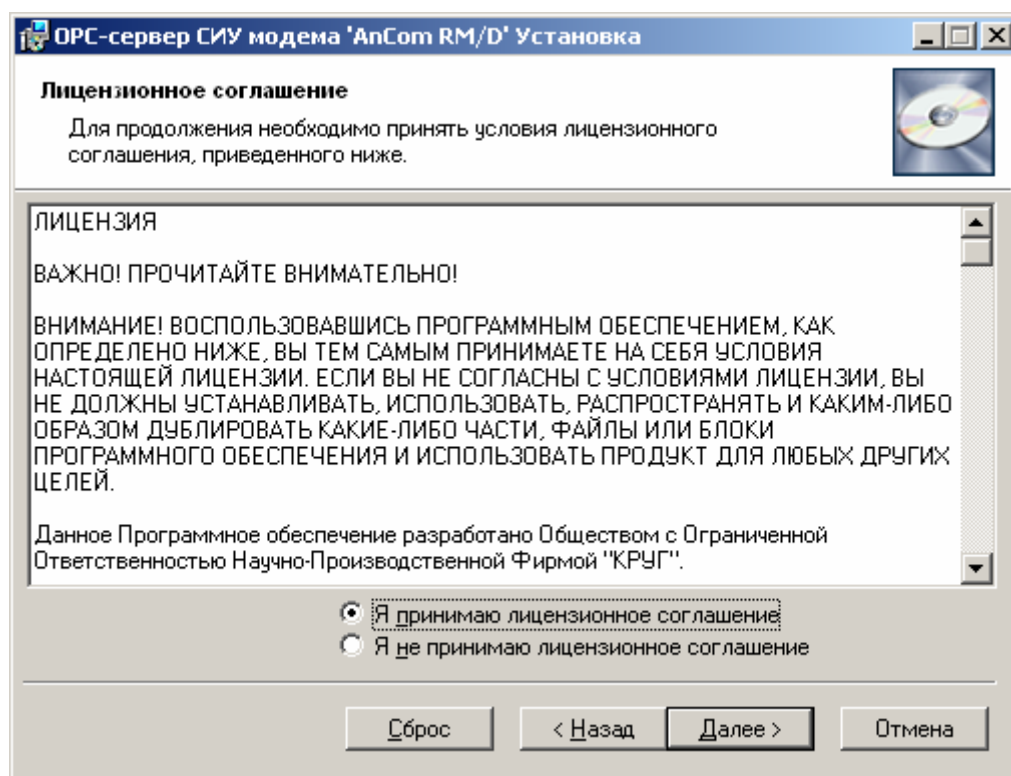 OPC-сервер СИУ модема 'AnCom RM/D' Установка
Лицензионное соглашение
Для продолжения необходимо принять условия лицензионного
соглашения, приведенного ниже.
ЛИЦЕНЗИЯ
ВАЖНО! ПРОЧИТАЙТЕ ВНИМАТЕЛЬНО!
ВНИМАНИЕ! ВОСПОЛЬЗОВАВШИСЬ ПРОГРАММНЫМ ОБЕСПЕЧЕНИЕМ, КАК
ОПРЕДЕЛЕНО НИЖЕ, ВЫ ТЕМ САМЫМ ПРИНИМАЕТЕ НА СЕБЯ УСЛОВИЯ
НАСТОЯЩЕЙ ЛИЦЕНЗИИ. ЕСЛИ ВЫ НЕ СОГЛАСНЫ С УСЛОВИЯМИ ЛИЦЕНЗИИ, ВЫ
НЕ ДОЛЖНЫ УСТАНАВЛИВАТЬ, ИСПОЛЬЗОВАТЬ, РАСПРОСТРАНЯТЬ И КАКИМ-ЛИБО
ОБРАЗОМ ДУБЛИРОВАТЬ КАКИЕ-ЛИБО ЧАСТИ, ФАЙЛЫ ИЛИ БЛОКИ
ПРОГРАММНОГО ОБЕСПЕЧЕНИЯ И ИСПОЛЬЗОВАТЬ ПРОДУКТ ДЛЯ ЛЮБЫХ ДРУГИХ
ЦЕЛЕЙ.
Данное Программное обеспечение разработано Обществом с Ограниченной
Ответственностью Научно-Производственной Фирмой "КРУГ".
Я принимаю лицензионное соглашение
Я не принимаю лицензионное соглашение
Сброс
< Назад
Далее >
Отмена